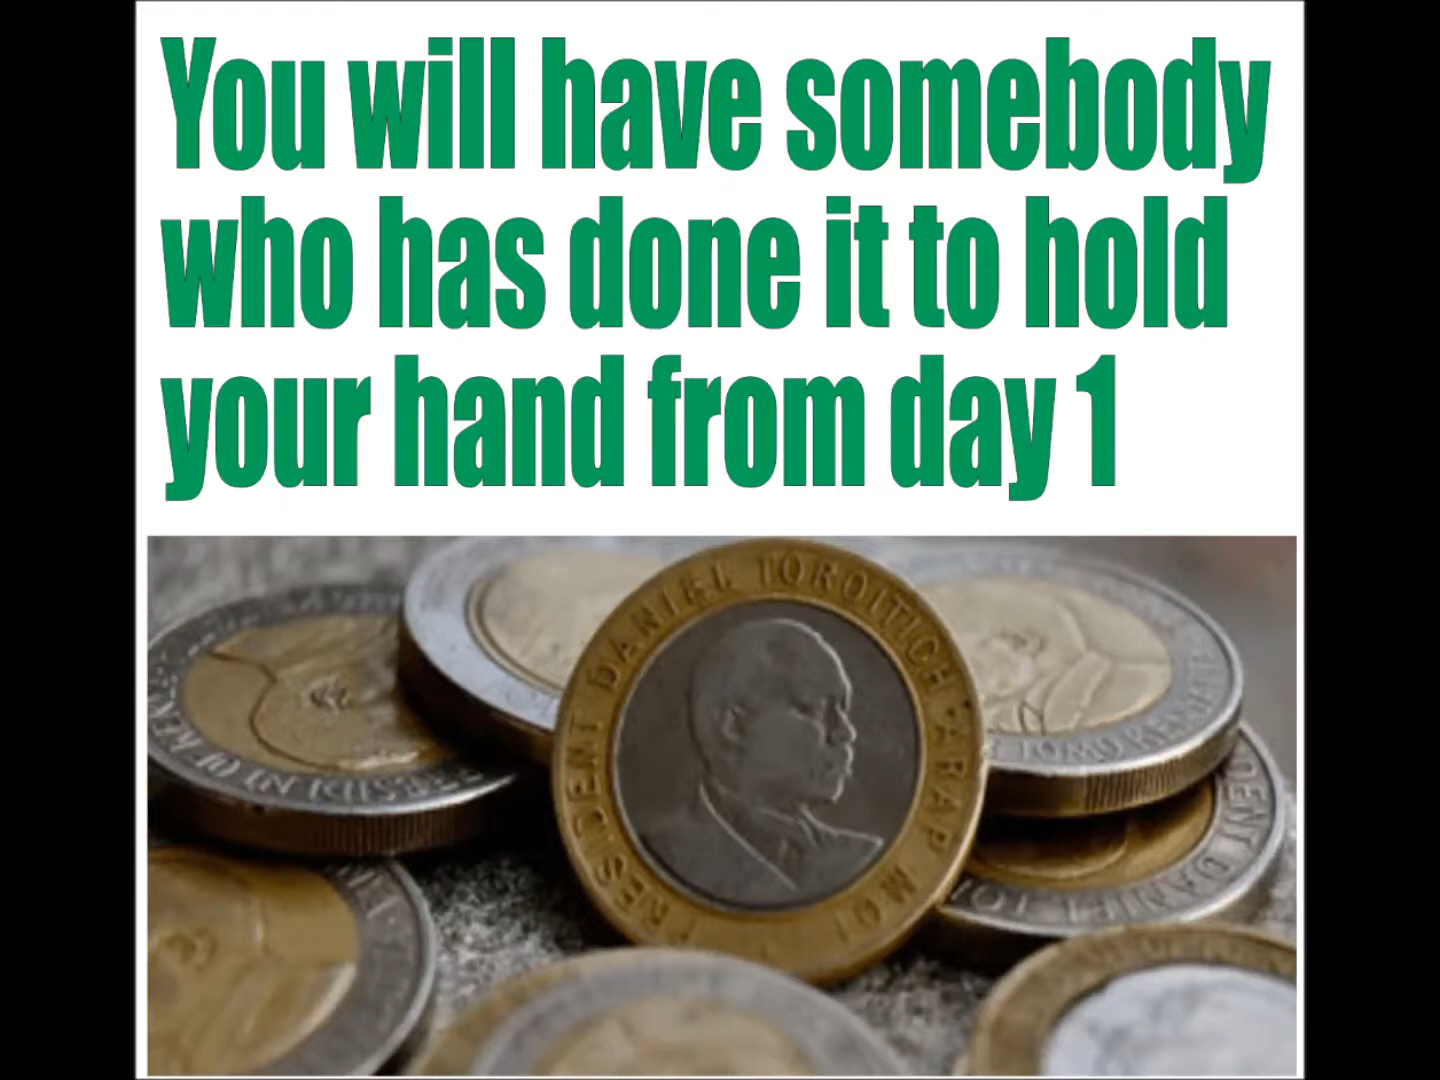 You will have somebody
who has done it to hold
your hand from day 1
PRESIDENT DANIEL TOROITICH ARAP MOI